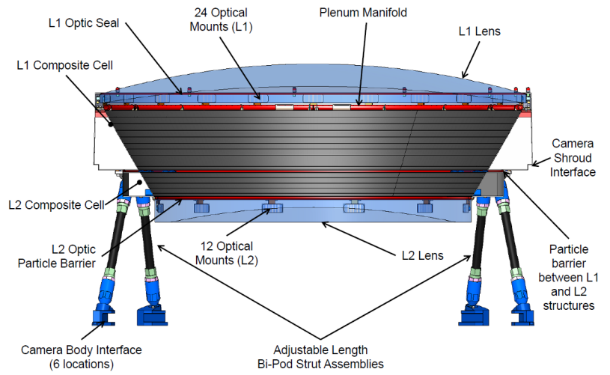 24 Optical
Mounts (L1)
Plenum Manifold
L1 Optic Seal
L1 Lens
L1 Composite Cell
Camera
Shroud
Interface
L2 Composite Cell
L2 Optic
Particle Barrier
12 Optical
Mounts (L2)
L2 Lens
Particle
barrier
between L1
and L2
structures
Camera Body Interface
(6 locations)
Adjustable Length
Bi-Pod Strut Assemblies